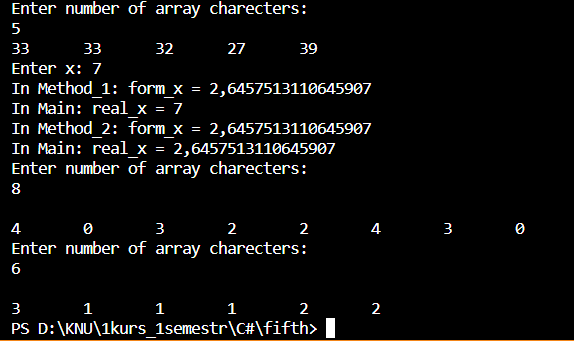 Enter number of array charecters:
5
33 33 32 27 39
Enter x: 7
In Method_1: form_x = 2,6457513110645907
In Main: real_x = 7
In Method_2: form_x = 2,6457513110645907
In Main: real_x = 2,6457513110645907
Enter number of array charecters:
8
4 0 3 2 2 4 3 0
Enter number of array charecters:
6
3 1 1 1 2 2
PS D:\KNU\1kurs_1semestr\C#\fifth>